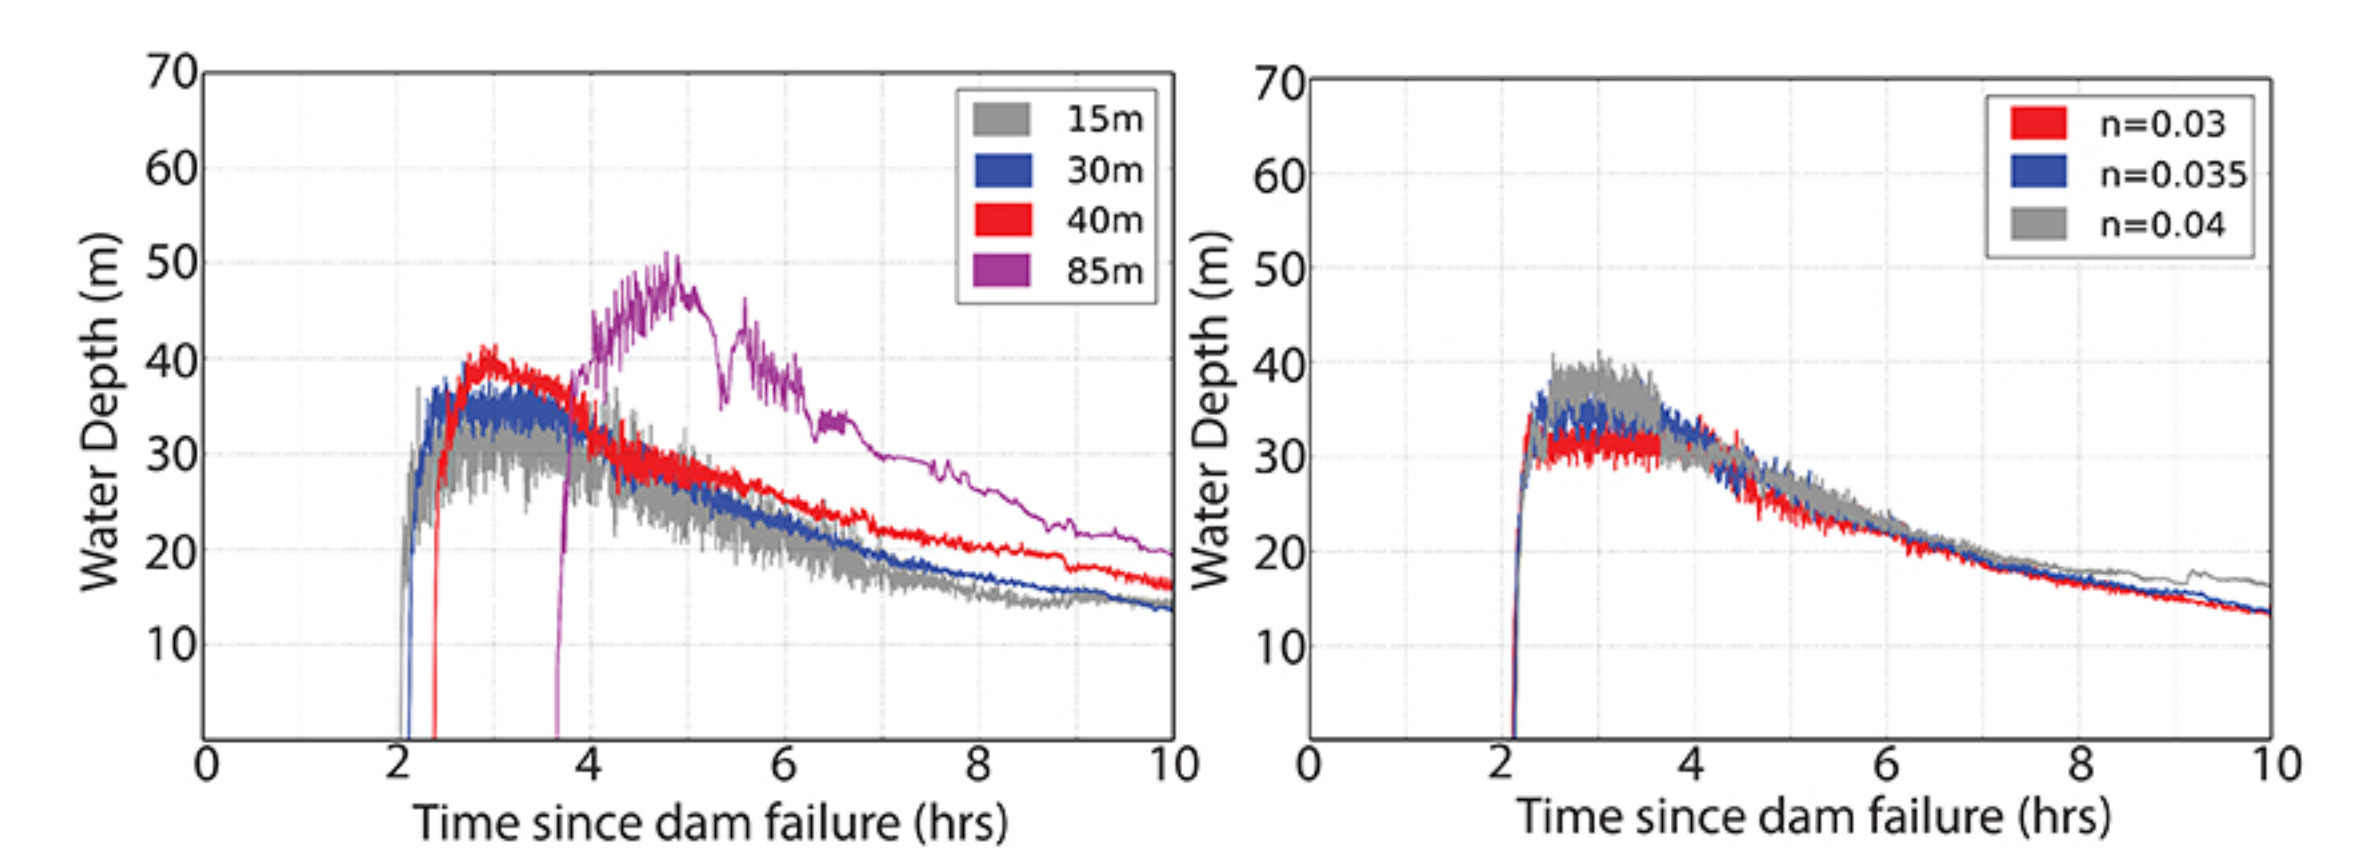 70
60
50
40
30
20
10
0 2 4 6 8 10
Water Depth (m)
Time since dam failure (hrs)
15m
30m
40m
85m
70
60
50
40
30
20
10
0 2 4 6 8 10
Water Depth (m)
Time since dam failure (hrs)
n=0.03
n=0.035
n=0.04